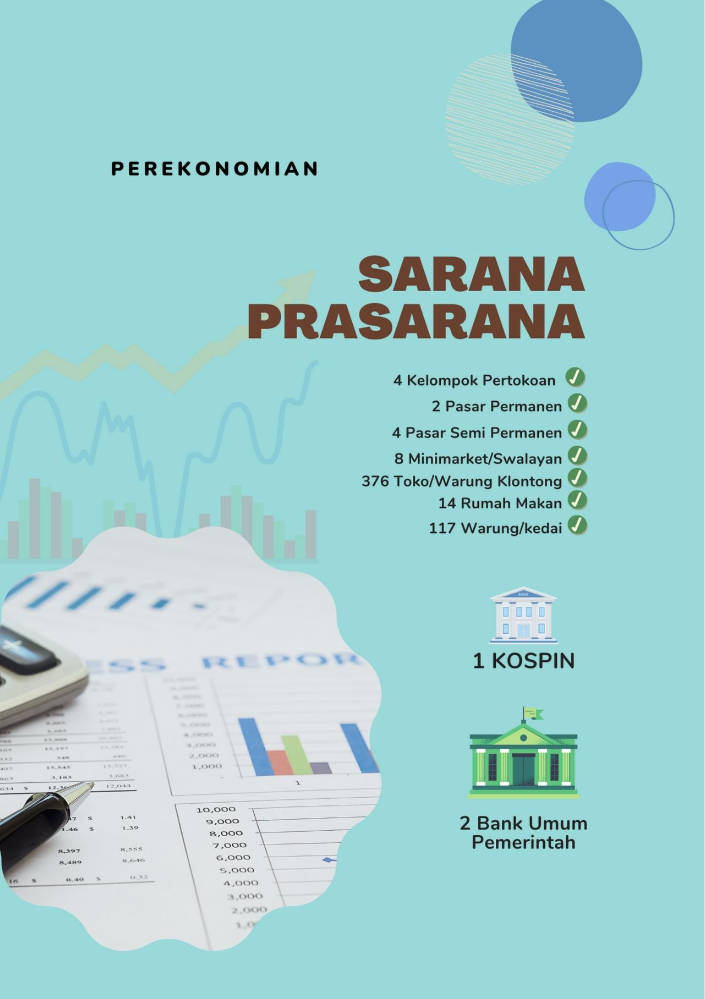 PEREKONOMIAN
SARANA
PRASARANA
4 Kelompok Pertokoan
2 Pasar Permanen
4 Pasar Semi Permanen
8 Minimarket/Swalayan
376 Toko/Warung Klontong
14 Rumah Makan
117 Warung/kedai
BANK
1 KOSPIN
2 Bank Umum
Pemerintah
ESS REPOR
5,000
4,000
3,000
2,000
1,000
1
15,545 15,727
3,183 3,683
634 $ 12,044
$ 1.41
1.46 $ 1.39
8,397 8,555
8,489 8,646
16 $ 0.40 $ 0.32
10,000
9,000
8,000
7,000
6,000
5,000
4,000
3,000
2,000